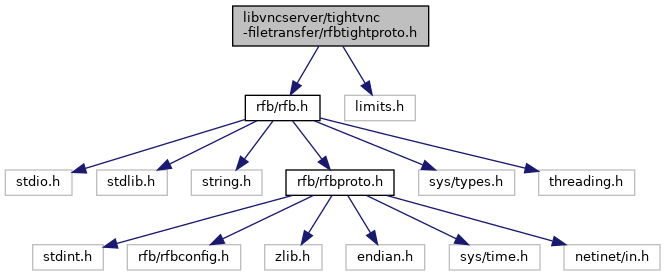 libvncserver/tightvnc
-filetransfer/rfbtightproto.h
rfb/rfb.h
limits.h
stdio.h
stdlib.h
string.h
rfb/rfbproto.h
sys/types.h
threading.h
stdint.h
rfb/rfbconfig.h
zlib.h
endian.h
sys/time.h
netinet/in.h